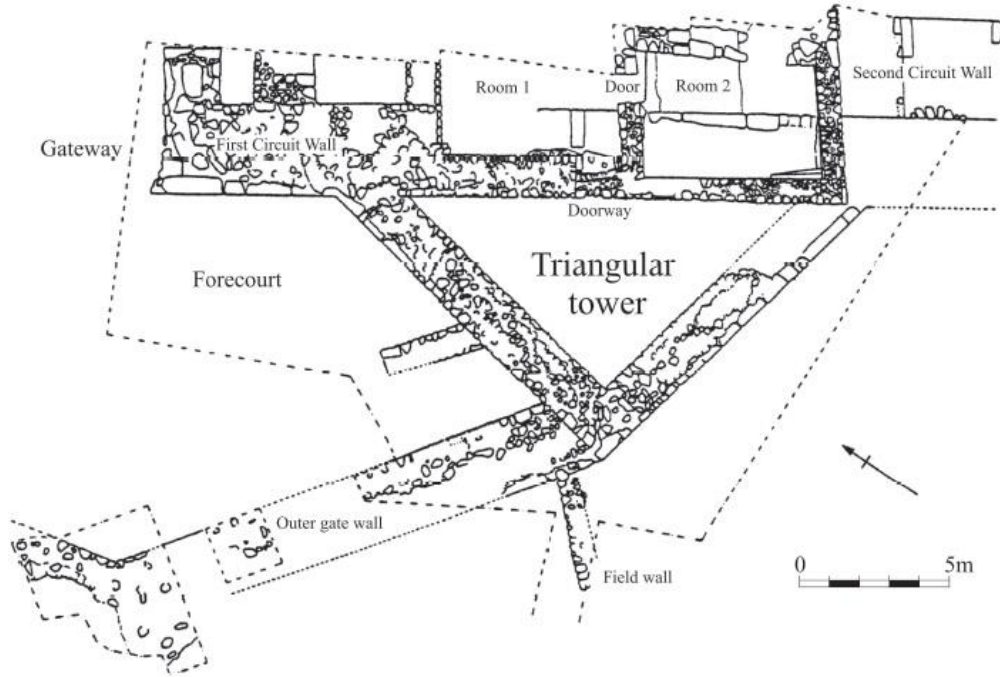 Second Circuit Wall
Room 1
Door
Room 2
Gateway
First Circuit Wall
Doorway
Forecourt
Triangular
tower
Outer gate wall
Field wall
0
5m